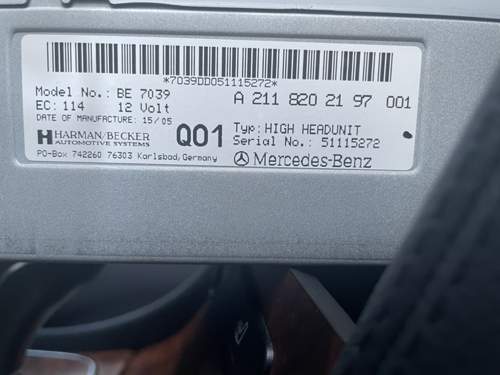 *7039DD051115272*
Model No.: BE 7039
EC: 114 12 Volt
DATE OF MANUFACTURE: 15/05
HARMAN/BECKER
AUTOMOTIVE SYSTEMS
PO-Box 742260 76303 Karlsbad, Germany
Q01
A 211 820 21 97 001
Typ: HIGH HEADUNIT
Serial No.: 51115272
Mercedes-Benz